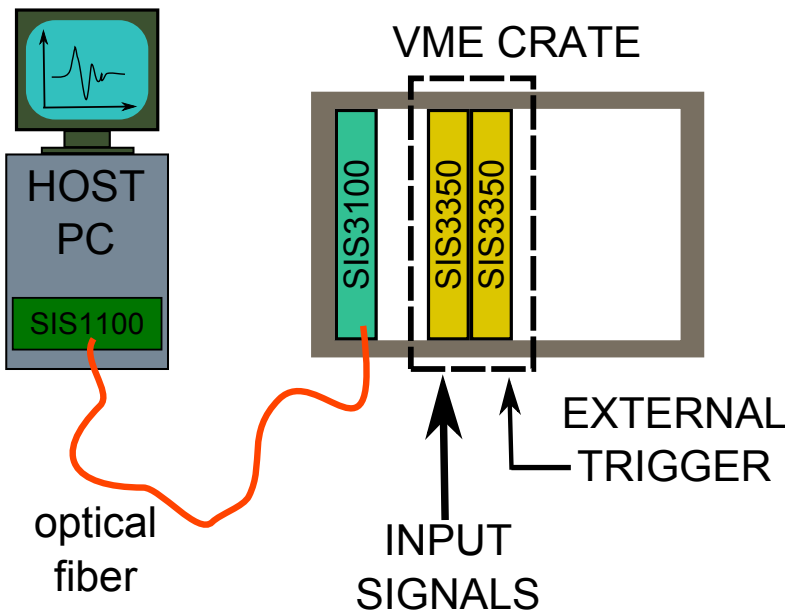 VME CRATE
HOST
PC
SIS1100
SIS3100
SIS3350
SIS3350
EXTERNAL
TRIGGER
optical
fiber
INPUT
SIGNALS